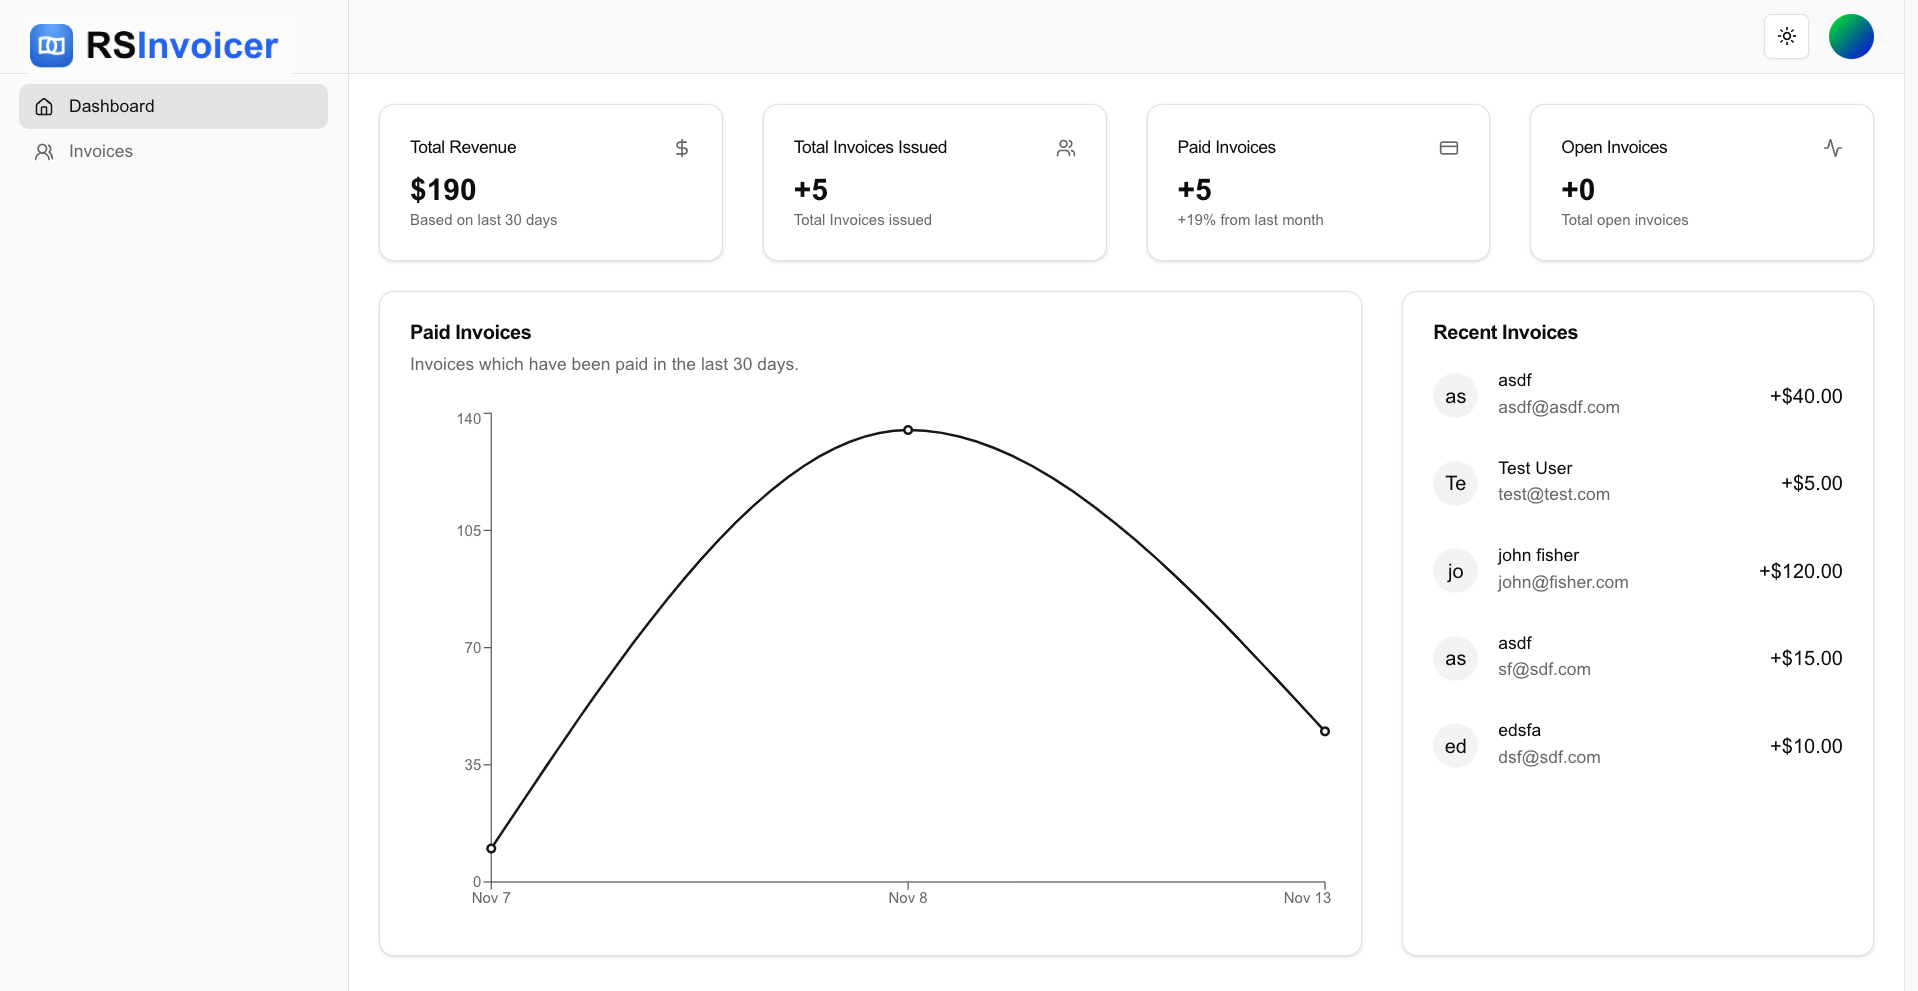 RSInvoicer
Dashboard
Invoices
Total Revenue
$190
Based on last 30 days
Total Invoices Issued
+5
Total Invoices issued
Paid Invoices
+5
+19% from last month
Open Invoices
+0
Total open invoices
Paid Invoices
Invoices which have been paid in the last 30 days.
140
105
70
35
0
Nov 7
Nov 8
Nov 13
Recent Invoices
as
asdf
asdf@asdf.com
+$40.00
Te
Test User
test@test.com
+$5.00
jo
john fisher
john@fisher.com
+$120.00
as
asdf
sf@sdf.com
+$15.00
ed
edsfa
dsf@sdf.com
+$10.00